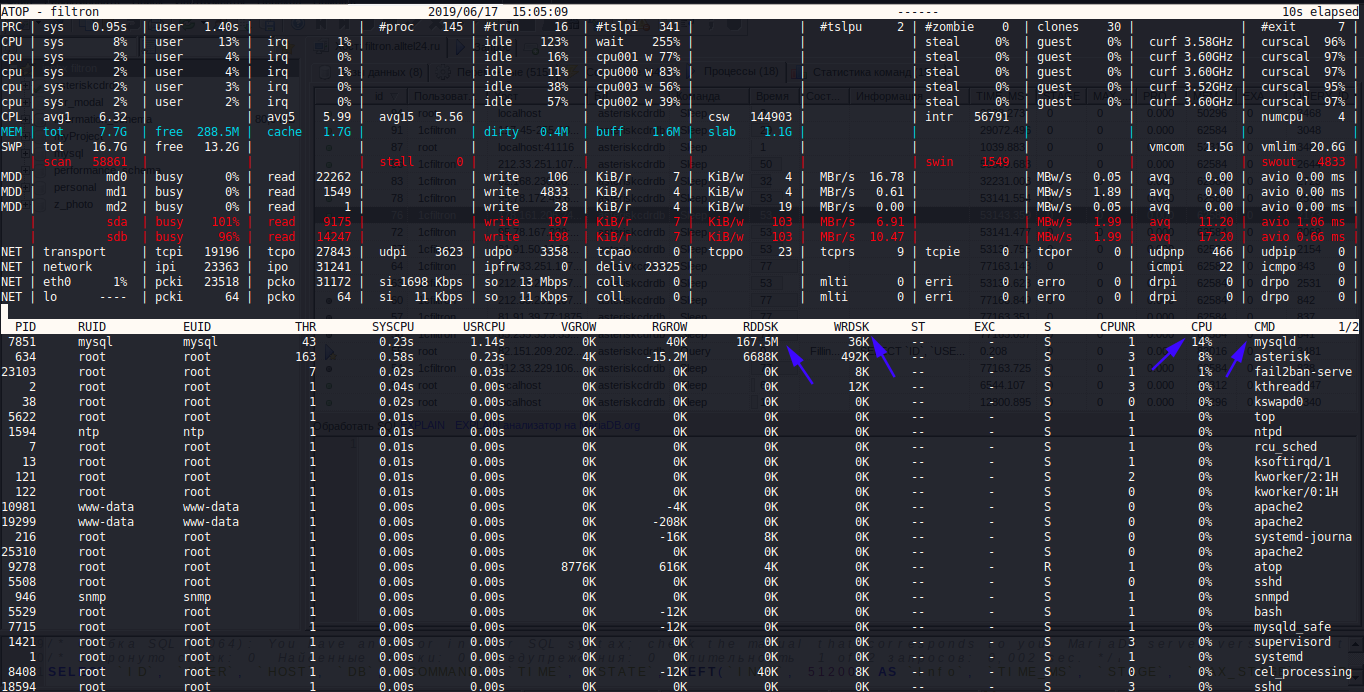 ATOP - filtron 2019/06/17 15:05:09 ------ 10s elapsed
PRC | sys 0.95s | user 1.40s | | #proc 145 | #trun 16 | #tslpi 341 | | #tslpu 2 | #zombie 0 | clones 30 | | #exit 7 |
CPU | sys 8% | user 13% | irq 1% | | idle 123% | wait 255% | | | steal 0% | guest 0% | curf 3.58GHz | curscal 96% |
cpu | sys 2% | user 4% | irq 0% | | idle 16% | cpu001 w 77% | | | steal 0% | guest 0% | curf 3.60GHz | curscal 97% |
cpu | sys 2% | user 4% | irq 1% | | idle 11% | cpu000 w 83% | | | steal 0% | guest 0% | curf 3.60GHz | curscal 97% |
cpu | sys 2% | user 3% | irq 0% | | idle 38% | cpu003 w 56% | | | steal 0% | guest 0% | curf 3.52GHz | curscal 95% |
cpu | sys 2% | user 2% | irq 0% | | idle 57% | cpu002 w 39% | | | steal 0% | guest 0% | curf 3.60GHz | curscal 97% |
CPL | avg1 6.32 | | avg5 5.99 | avg15 5.56 | | | csw 144903 | | intr 56791 | | | numcpu 4 |
MEM | tot 7.7G | free 288.5M | cache 1.7G | | dirty 0.4M | buff 1.6M | slab 1.1G | | | | | |
SWP | tot 16.7G | free 13.2G | | | | | | | | | vmcom 1.5G | vmlim 20.6G |
| scan 58861 | | | stall 0 | | | | | swin 1549 | | | swout 4833 |
MDD | md0 | busy 0% | read 22262 | | write 106 | KiB/r 4 | KiB/w 4 | MBr/s 16.78 | | MBw/s 0.05 | avq 0.00 | avio 0.00 ms |
MDD | md1 | busy 0% | read 1549 | | write 4833 | KiB/r 4 | KiB/w 4 | MBr/s 0.61 | | MBw/s 1.89 | avq 0.00 | avio 0.00 ms |
MDD | md2 | busy 0% | read 1 | | write 28 | KiB/r 4 | KiB/w 19 | MBr/s 0.00 | | MBw/s 0.05 | avq 0.00 | avio 0.00 ms |
| sda | busy 101% | read 9175 | | write 197 | KiB/r 7 | KiB/w 103 | MBr/s 6.91 | | MBw/s 1.99 | avq 11.20 | avio 1.06 ms |
| sdb | busy 96% | read 14247 | | write 198 | KiB/r 7 | KiB/w 103 | MBr/s 10.47 | | MBw/s 1.99 | avq 17.20 | avio 0.66 ms |
NET | transport | tcpi 19196 | tcpo 27843 | udpi 3623 | udpo 3358 | tcpao 0 | tcppo 23 | tcprs 9 | tcpie 0 | tcpor 0 | udpnp 466 | udpip 0 |
NET | network | ipi 23363 | ipo 31241 | | ipfrw 0 | deliv 23325 | | | | | icmpi 22 | icmpo 0 |
NET | eth0 1% | pcki 23518 | pcko 31172 | si 1698 Kbps | so 13 Mbps | coll 0 | | mlti 0 | erri 0 | erro 0 | drpi 0 | drpo 0 |
NET | lo ---- | pcki 64 | pcko 64 | si 11 Kbps | so 11 Kbps | coll 0 | | mlti 0 | erri 0 | erro 0 | drpi 0 | drpo 0 |
PID RUID EUID THR SYSCPU USRCPU VGROW RGROW RDDSK WRDSK ST EXC S CPUNR CPU CMD 1/2
7851 mysql mysql 43 0.23s 1.14s 0K 40K 167.5M 36K -- - S 1 14% mysqld
634 root root 163 0.58s 0.23s 4K -15.2M 6688K 492K -- - S 3 8% asterisk
23103 root root 7 0.02s 0.03s 0K 0K 0K 8K -- - S 1 1% fail2ban-serve
2 root root 1 0.04s 0.00s 0K 0K 0K 12K -- - S 3 0% kthreadd
38 root root 1 0.02s 0.00s 0K 0K 0K 0K -- - S 0 0% kswapd0
5622 root root 1 0.01s 0.00s 0K 0K 0K 0K -- - S 1 0% top
1594 ntp ntp 1 0.01s 0.00s 0K 0K 0K 0K -- - S 1 0% ntpd
7 root root 1 0.01s 0.00s 0K 0K 0K 0K -- - S 1 0% rcu_sched
13 root root 1 0.01s 0.00s 0K 0K 0K 0K -- - S 1 0% ksoftirqd/1
121 root root 1 0.01s 0.00s 0K 0K 0K 0K -- - S 2 0% kworker/2:1H
122 root root 1 0.01s 0.00s 0K 0K 0K 0K -- - S 0 0% kworker/0:1H
10981 www-data www-data 1 0.00s 0.00s 0K -4K 0K 0K -- - S 0 0% apache2
19299 www-data www-data 1 0.00s 0.00s 0K -208K 0K 0K -- - S 0 0% apache2
216 root root 1 0.00s 0.00s 0K -16K 8K 0K -- - S 0 0% systemd-journa
25310 root root 1 0.00s 0.00s 0K 0K 0K 0K -- - S 0 0% apache2
9278 root root 1 0.00s 0.00s 8776K 616K 4K 0K -- - R 1 0% atop
5508 root root 1 0.00s 0.00s 0K 0K 0K 0K -- - S 0 0% sshd
946 snmp snmp 1 0.00s 0.00s 0K 0K 0K 0K -- - S 1 0% snmpd
5529 root root 1 0.00s 0.00s 0K -12K 0K 0K -- - S 1 0% bash
7715 root root 1 0.00s 0.00s 0K -12K 0K 0K -- - S 1 0% mysqld_safe
1421 root root 1 0.00s 0.00s 0K 0K 0K 0K -- - S 3 0% supervisord
1 root root 1 0.00s 0.00s 0K 0K 0K 0K -- - S 1 0% systemd
8408 root root 1 0.00s 0.00s 0K -12K 40K 0K -- - S 0 0% cel_processing
18594 root root 1 0.00s 0.00s 0K 0K 0K 0K -- - S 3 0% sshd